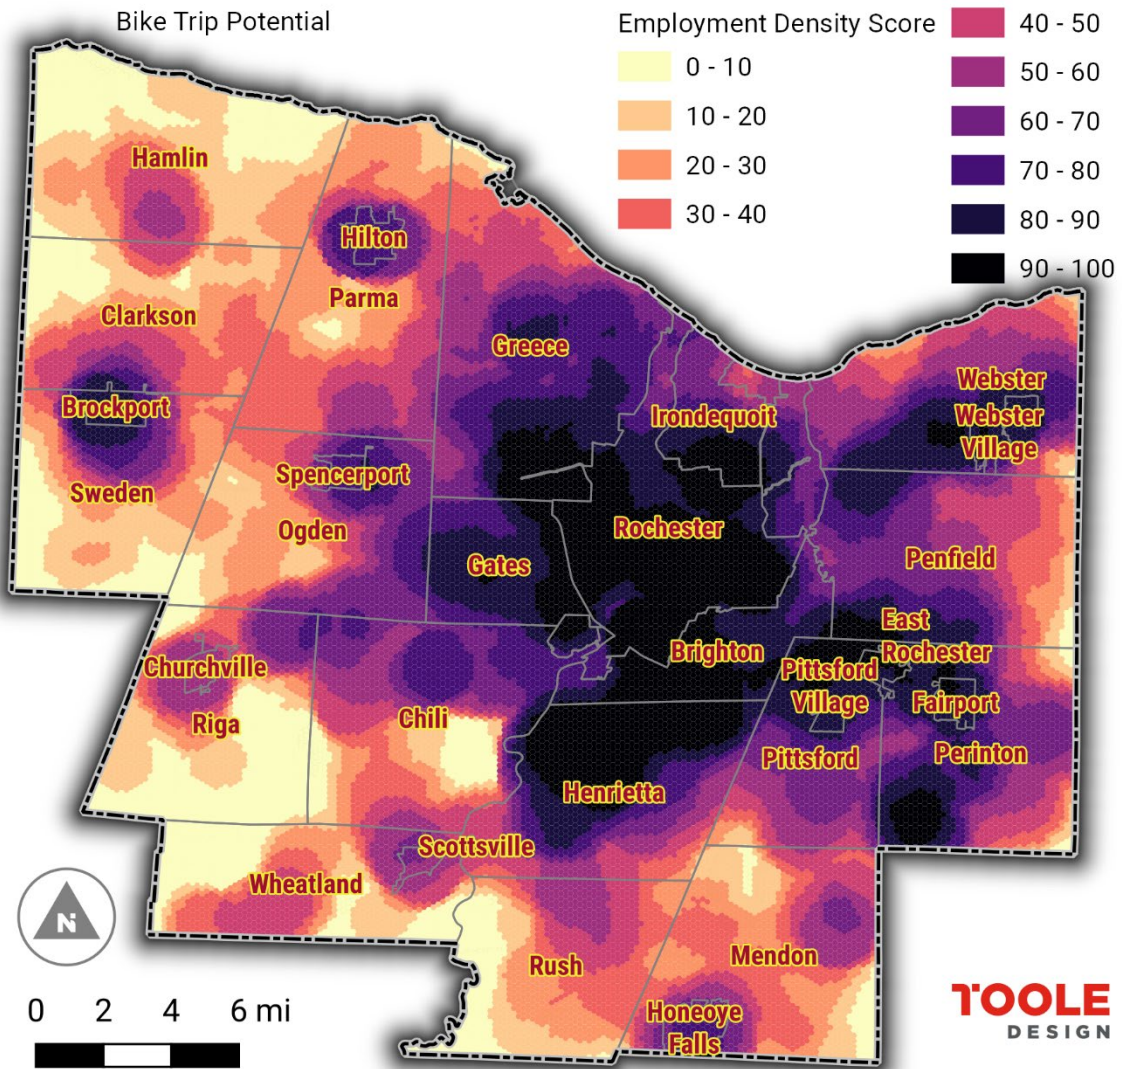 Bike Trip Potential
Employment Density Score
0 - 10
10 - 20
20 - 30
30 - 40
40 - 50
50 - 60
60 - 70
70 - 80
80 - 90
90 - 100
Hamlin
Hilton
Parma
Clarkson
Greece
Brockport
Irondequoit
Webster
Webster
Village
Spencerport
Sweden
Ogden
Rochester
Gates
Penfield
East
Rochester
Brighton
Churchville
Pittsford
Village
Fairport
Riga
Chili
Pittsford
Perinton
Henrietta
Scottsville
Wheatland
Rush
Mendon
Honeoye
Falls
N
0 2 4 6 mi
TOOLE
DESIGN